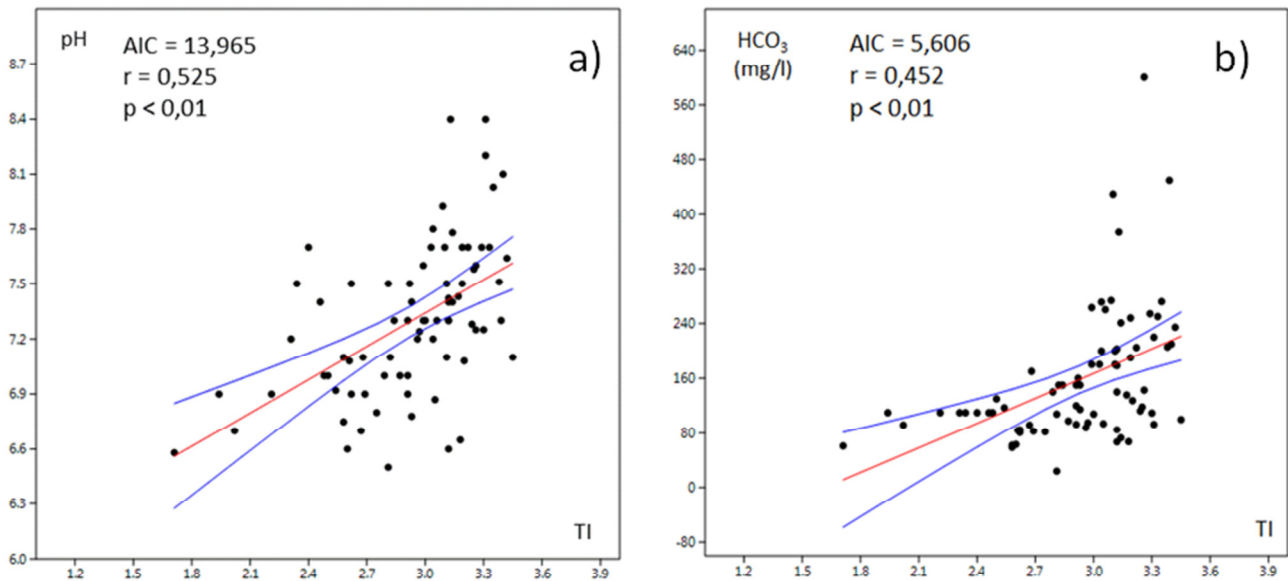 pH
AIC = 13,965
r = 0,525
p < 0,01
a)
8.7
8.4
8.1
7.8
7.5
7.2
6.9
6.6
6.3
6.0
TI
1.2 1.5 1.8 2.1 2.4 2.7 3.0 3.3 3.6 3.9
HCO₃
(mg/l)
AIC = 5,606
r = 0,452
p < 0,01
b)
640
560
480
400
320
240
160
80
0
-80
TI
1.2 1.5 1.8 2.1 2.4 2.7 3.0 3.3 3.6 3.9